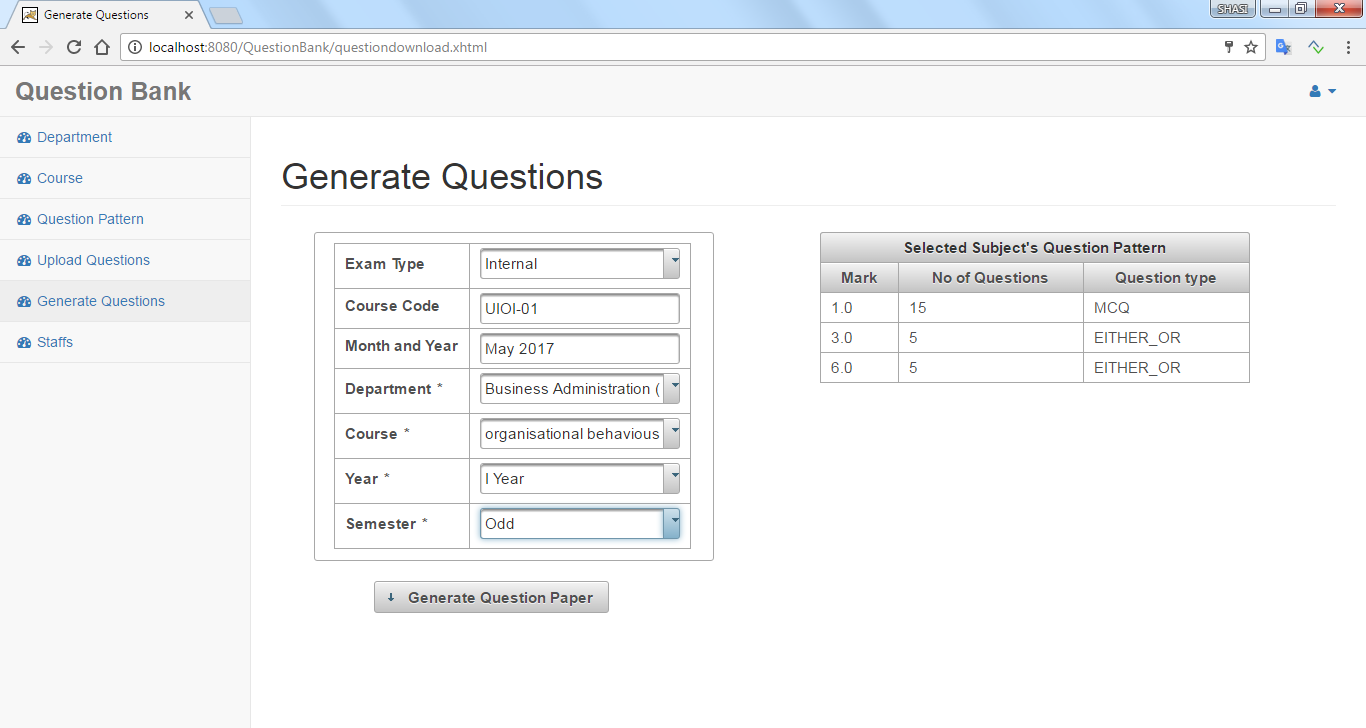 Generate Questions
SHASI
localhost:8080/QuestionBank/questiondownload.xhtml
Question Bank
Department
Course
Question Pattern
Upload Questions
Generate Questions
Staffs
Generate Questions
Exam Type Internal
Course Code UIOI-01
Month and Year May 2017
Department * Business Administration (
Course * organisational behavious
Year * I Year
Semester * Odd
Generate Question Paper
Selected Subject's Question Pattern
Mark No of Questions Question type
1.0 15 MCQ
3.0 5 EITHER_OR
6.0 5 EITHER_OR